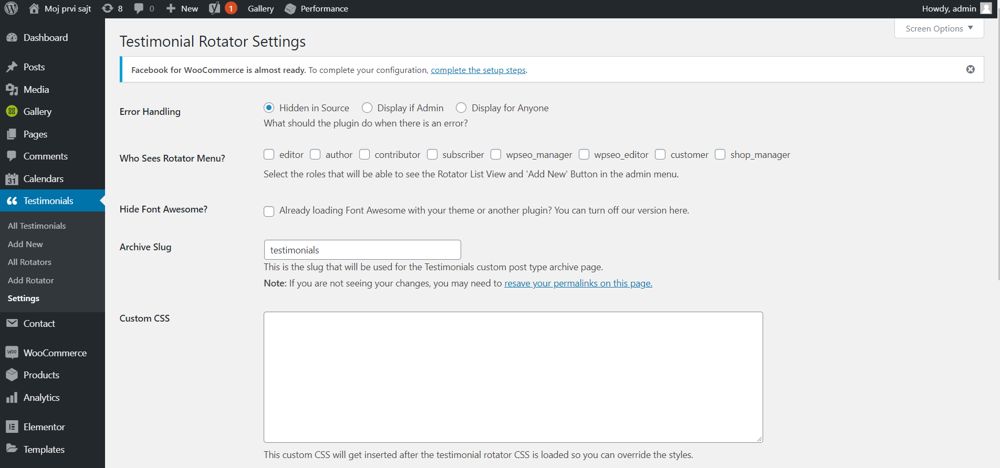 Moj prvi sajt 8 0 New 1 Gallery Performance Howdy, admin
Screen Options
Dashboard
Posts
Media
Gallery
Pages
Comments
31 Calendars
Testimonials
All Testimonials
Add New
All Rotators
Add Rotator
Settings
Contact
Woo WooCommerce
Products
Analytics
Elementor
Templates
Testimonial Rotator Settings
Facebook for WooCommerce is almost ready. To complete your configuration, complete the setup steps.
Error Handling
Hidden in Source Display if Admin Display for Anyone
What should the plugin do when there is an error?
Who Sees Rotator Menu?
editor author contributor subscriber wpseo_manager wpseo_editor customer shop_manager
Select the roles that will be able to see the Rotator List View and 'Add New' Button in the admin menu.
Hide Font Awesome?
Already loading Font Awesome with your theme or another plugin? You can turn off our version here.
Archive Slug
testimonials
This is the slug that will be used for the Testimonials custom post type archive page.
Note: If you are not seeing your changes, you may need to resave your permalinks on this page.
Custom CSS
This custom CSS will get inserted after the testimonial rotator CSS is loaded so you can override the styles.